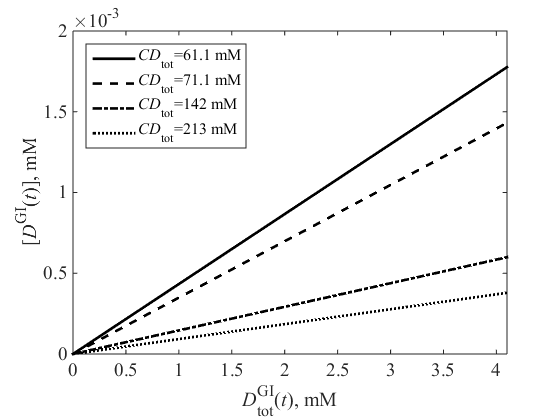 ×10⁻³
2
1.5
1
0.5
0
CD_tot=61.1 mM
CD_tot=71.1 mM
CD_tot=142 mM
CD_tot=213 mM
[D^GI(t)], mM
0 0.5 1 1.5 2 2.5 3 3.5 4
D_tot^GI(t), mM